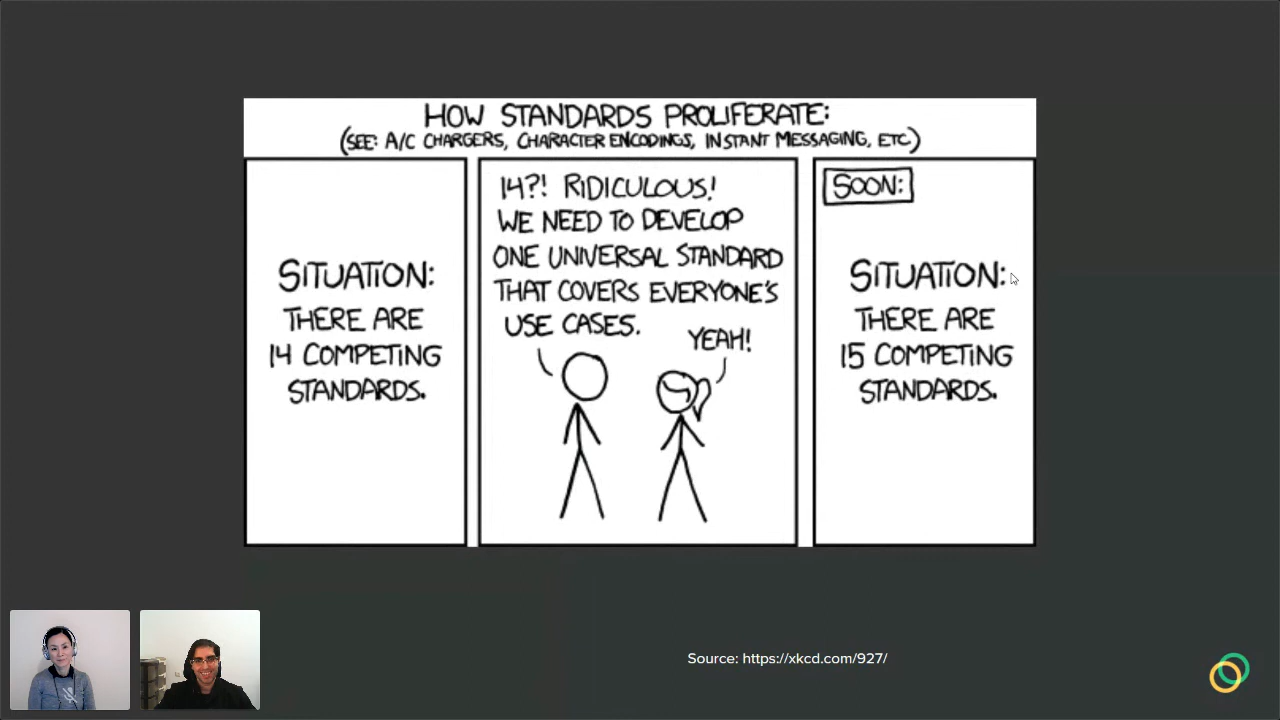 HOW STANDARDS PROLIFERATE:
(SEE: A/C CHARGERS, CHARACTER ENCODINGS, INSTANT MESSAGING, ETC.)
SITUATION:
THERE ARE
14 COMPETING
STANDARDS.
14?! RIDICULOUS!
WE NEED TO DEVELOP
ONE UNIVERSAL STANDARD
THAT COVERS EVERYONE'S
USE CASES.
YEAH!
SOON:
SITUATION:
THERE ARE
15 COMPETING
STANDARDS.
Source: https://xkcd.com/927/